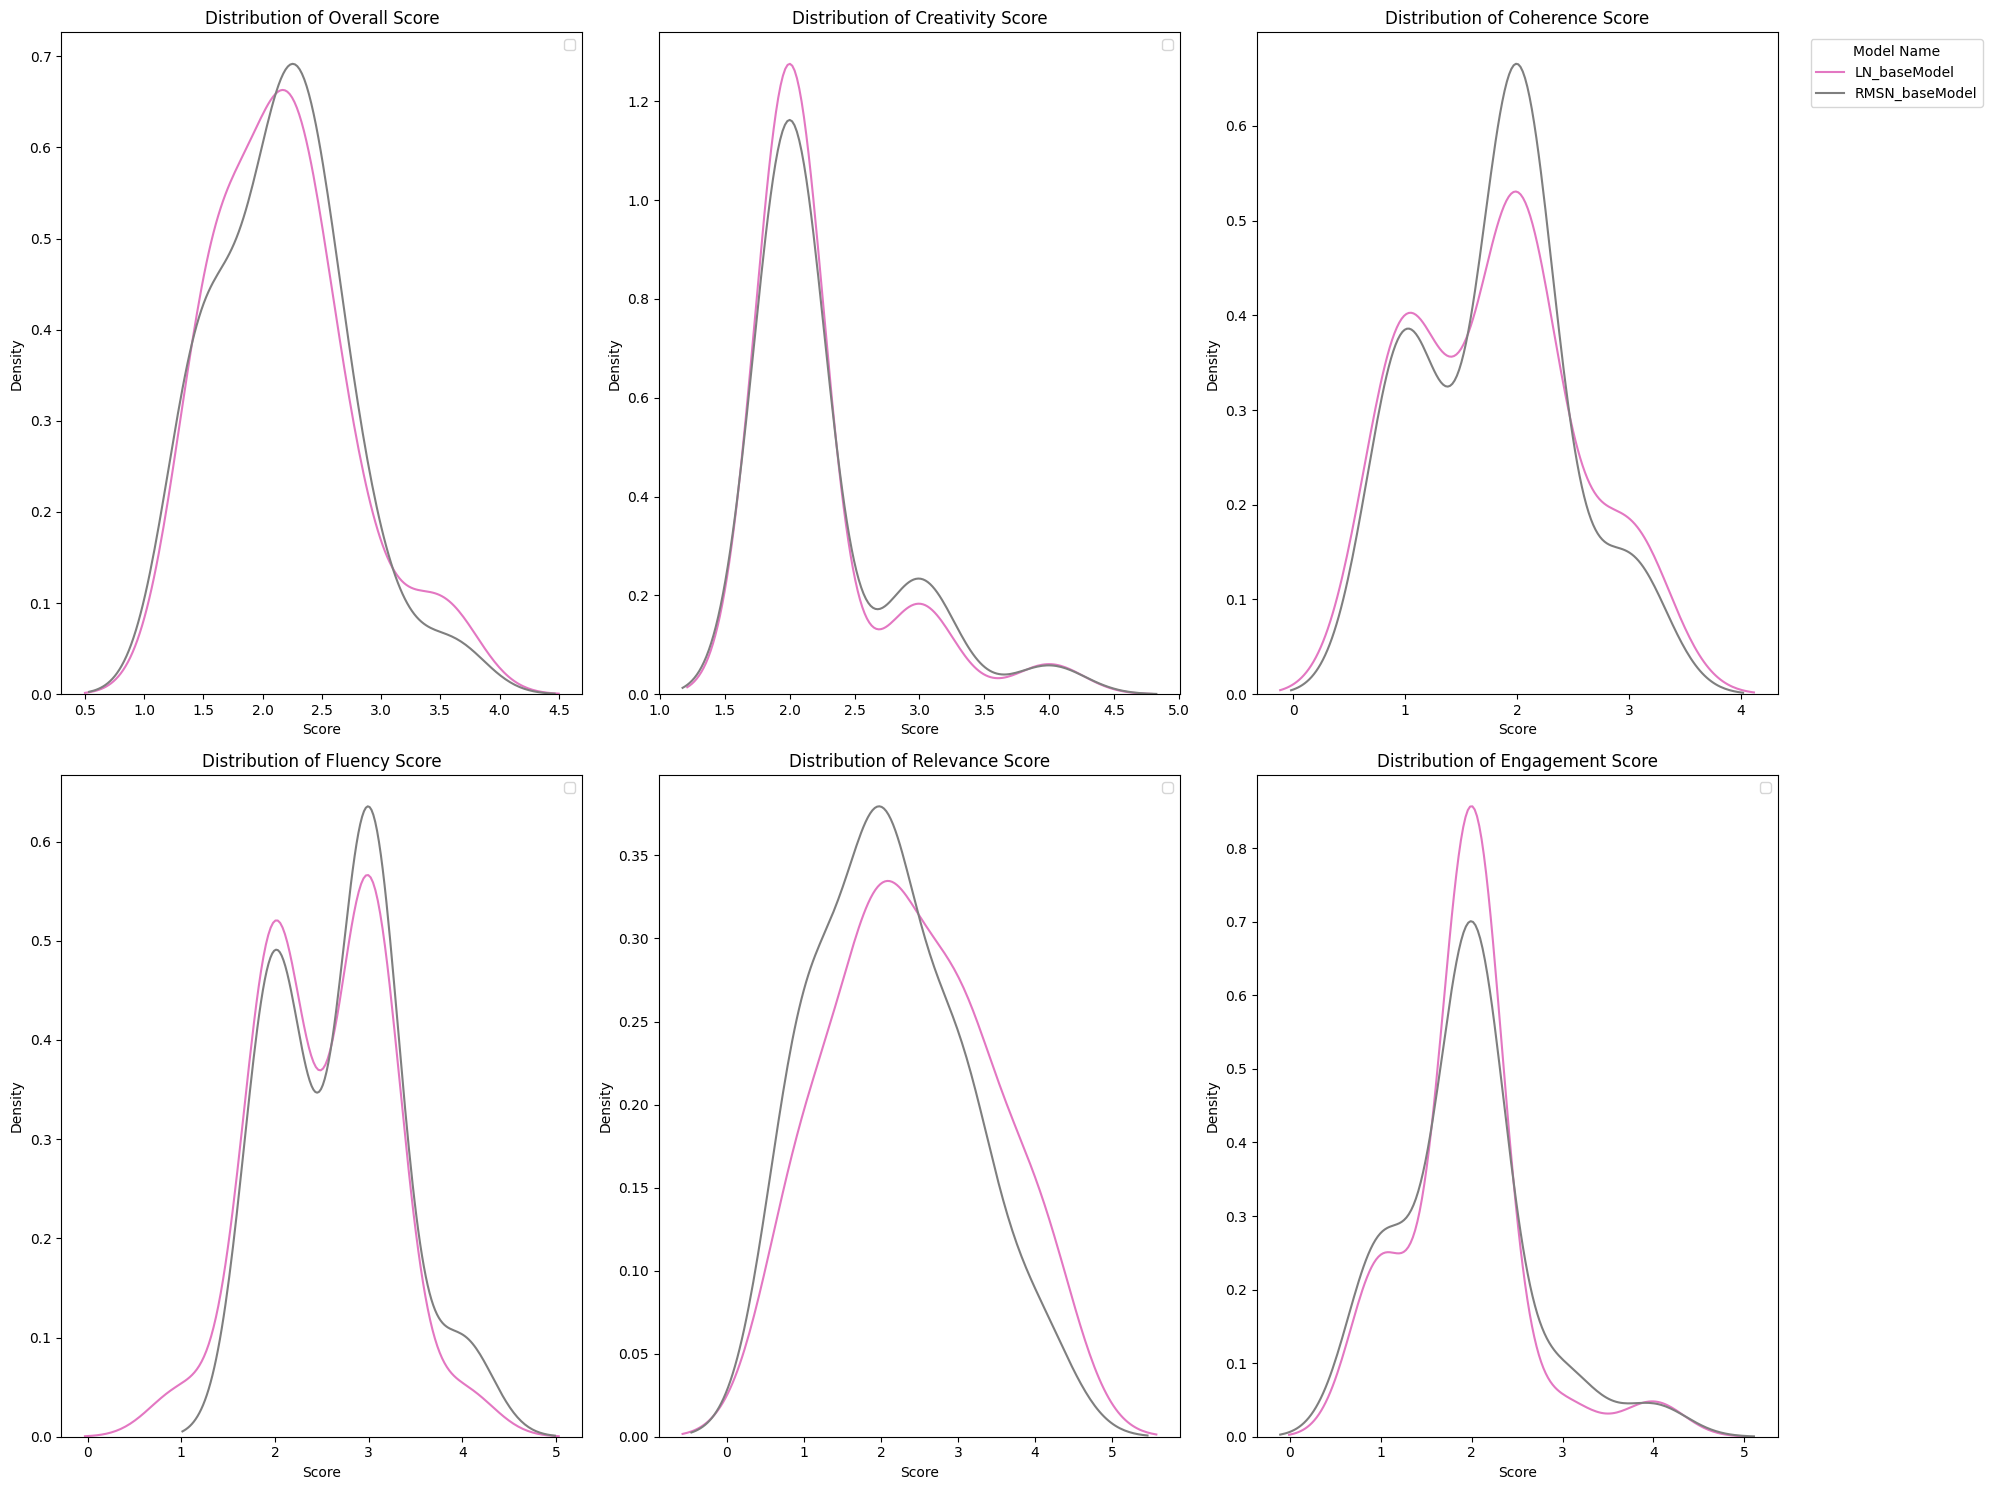 Distribution of Overall Score
Density
0.7
0.6
0.5
0.4
0.3
0.2
0.1
0.0
0.5 1.0 1.5 2.0 2.5 3.0 3.5 4.0 4.5
Score
Distribution of Creativity Score
Density
1.2
1.0
0.8
0.6
0.4
0.2
0.0
1.0 1.5 2.0 2.5 3.0 3.5 4.0 4.5 5.0
Score
Distribution of Coherence Score
Density
0.6
0.5
0.4
0.3
0.2
0.1
0.0
0 1 2 3 4
Score
Model Name
LN_baseModel
RMSN_baseModel
Distribution of Fluency Score
Density
0.6
0.5
0.4
0.3
0.2
0.1
0.0
0 1 2 3 4 5
Score
Distribution of Relevance Score
Density
0.35
0.30
0.25
0.20
0.15
0.10
0.05
0.00
0 1 2 3 4 5
Score
Distribution of Engagement Score
Density
0.8
0.7
0.6
0.5
0.4
0.3
0.2
0.1
0.0
0 1 2 3 4 5
Score